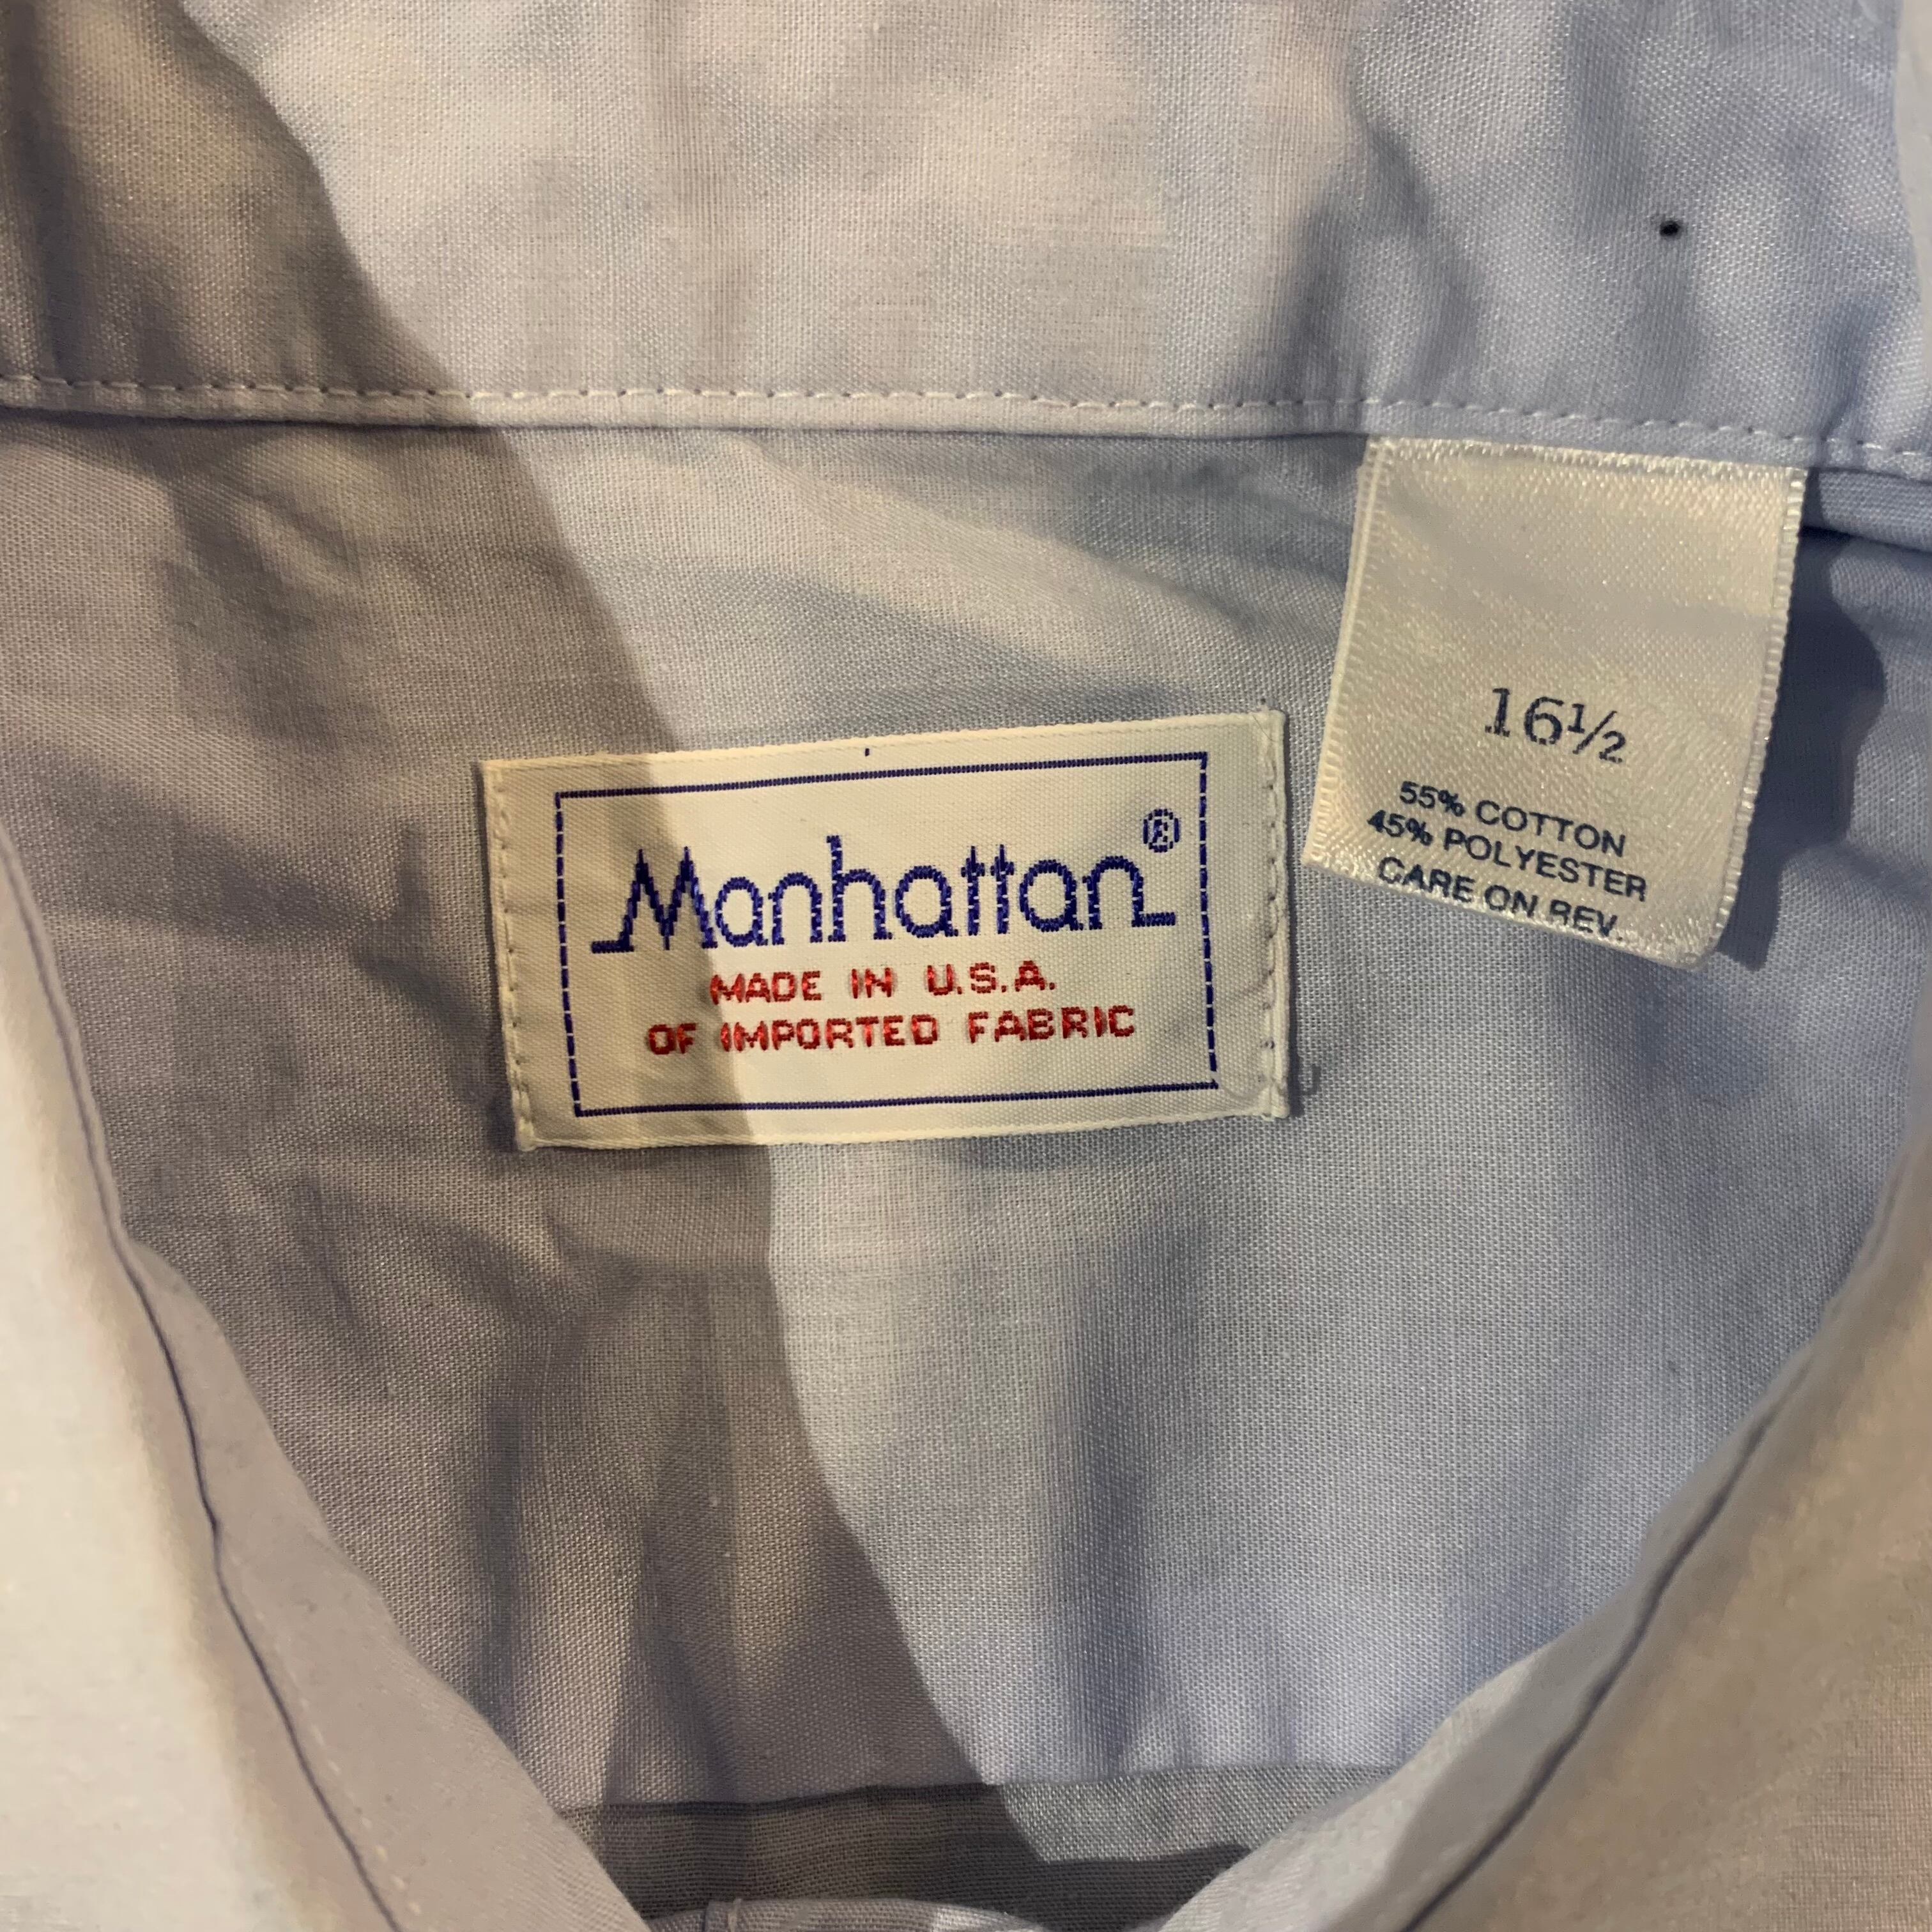 Manhattan®
MADE IN U.S.A.
OF IMPORTED FABRIC
16½
55% COTTON
45% POLYESTER
CARE ON REV.